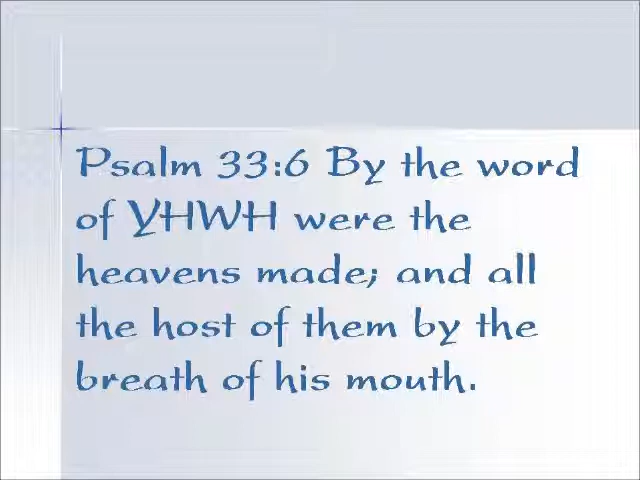 Psalm 33:6 By the word
of YHWH were the
heavens made; and all
the host of them by the
breath of his mouth.